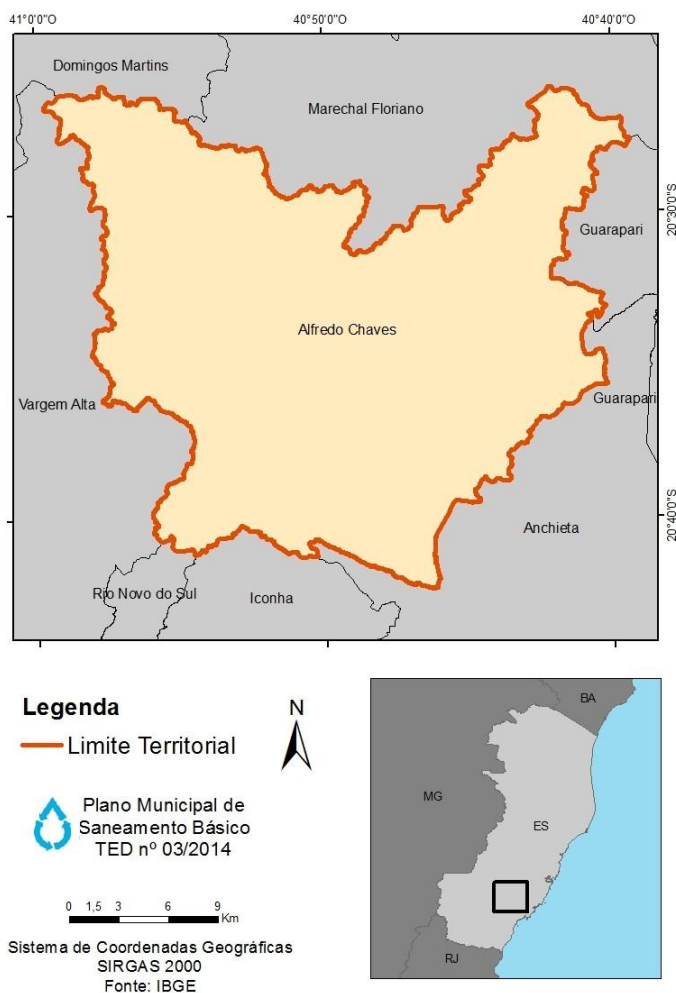 41°0'0"O
40°50'0"O
40°40'0"O
Domingos Martins
Marechal Floriano
20°30'0"S
Guarapari
Alfredo Chaves
Vargem Alta
Guarapari
20°40'0"S
Anchieta
Rio Novo do Sul
Iconha
Legenda
Limite Territorial
N
Plano Municipal de
Saneamento Básico
TED nº 03/2014
0 1,5 3 6 9
Km
Sistema de Coordenadas Geográficas
SIRGAS 2000
Fonte: IBGE
BA
MG
ES
RJ